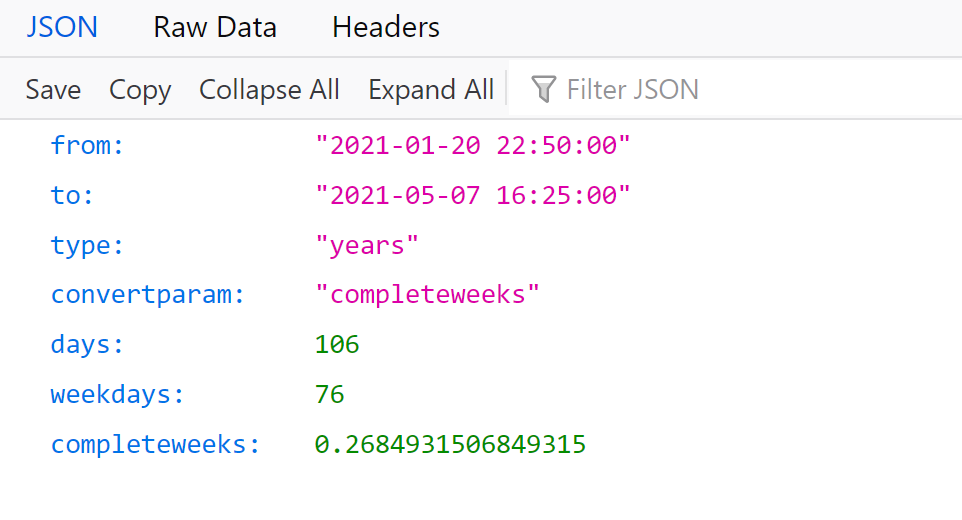 JSON Raw Data Headers
Save Copy Collapse All Expand All Filter JSON
from: "2021-01-20 22:50:00"
to: "2021-05-07 16:25:00"
type: "years"
convertparam: "completeweeks"
days: 106
weekdays: 76
completeweeks: 0.2684931506849315